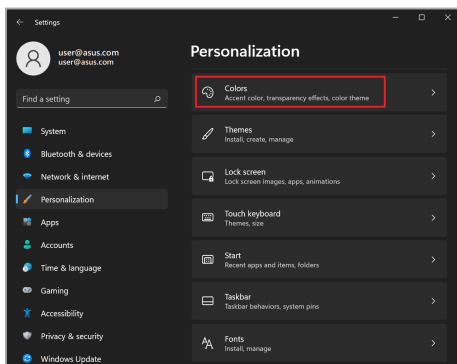 Settings
user@asus.com
user@asus.com
Find a setting
System
Bluetooth & devices
Network & internet
Personalization
Apps
Accounts
Time & language
Gaming
Accessibility
Privacy & security
Windows Update
Personalization
Colors
Accent color, transparency effects, color theme
Themes
Install, create, manage
Lock screen
Lock screen images, apps, animations
Touch keyboard
Themes, size
Start
Recent apps and items, folders
Taskbar
Taskbar behaviors, system pins
Fonts
Install, manage